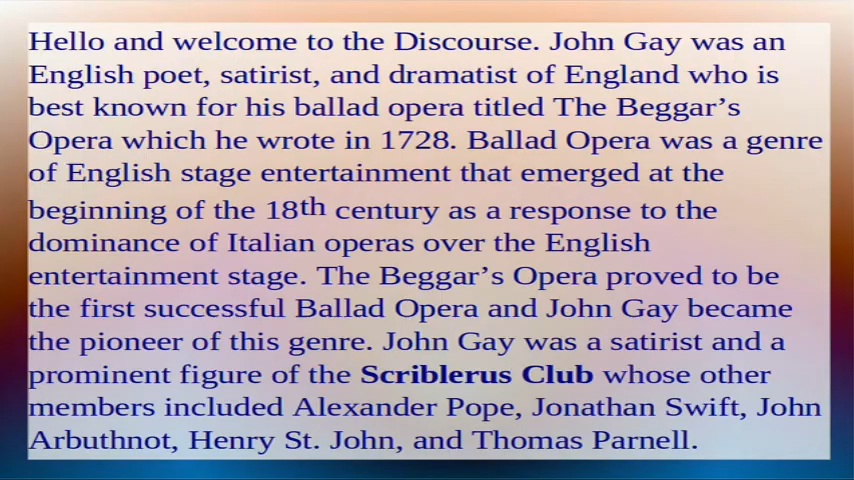 Hello and welcome to the Discourse. John Gay was an
English poet, satirist, and dramatist of England who is
best known for his ballad opera titled The Beggar’s
Opera which he wrote in 1728. Ballad Opera was a genre
of English stage entertainment that emerged at the
beginning of the 18th century as a response to the
dominance of Italian operas over the English
entertainment stage. The Beggar’s Opera proved to be
the first successful Ballad Opera and John Gay became
the pioneer of this genre. John Gay was a satirist and a
prominent figure of the Scriblerus Club whose other
members included Alexander Pope, Jonathan Swift, John
Arbuthnot, Henry St. John, and Thomas Parnell.